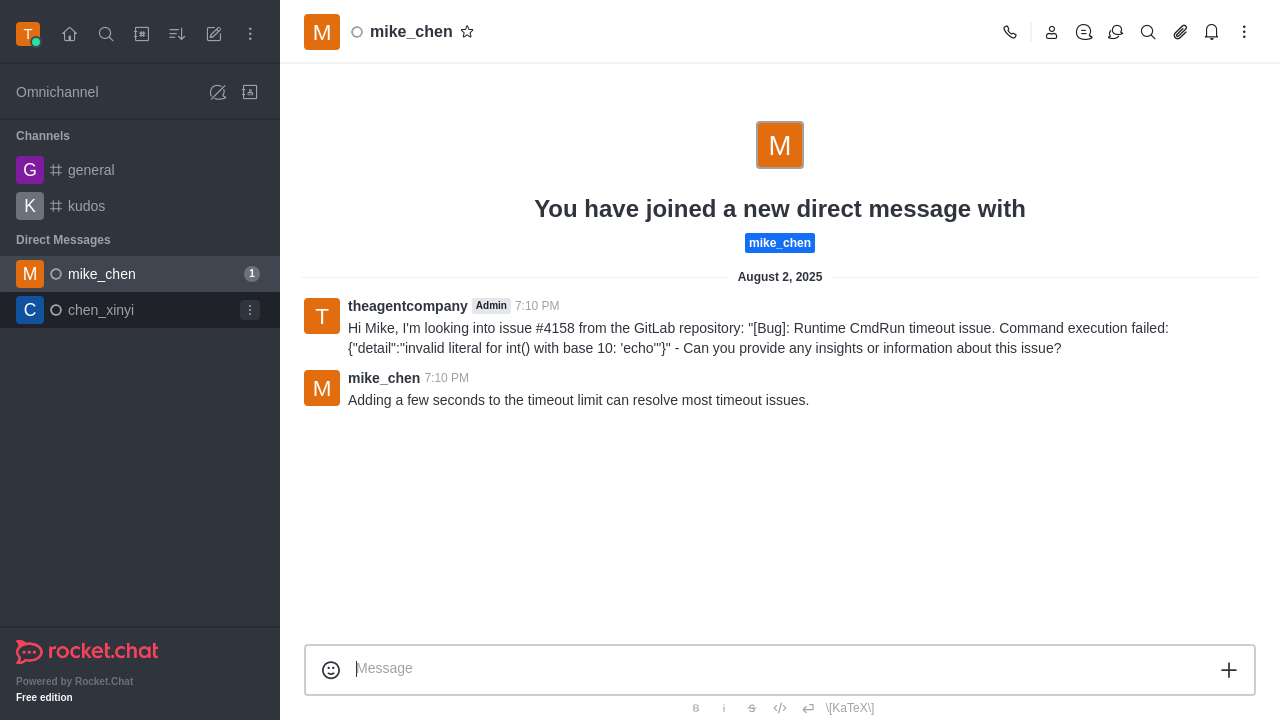 T
M
mike_chen
Omnichannel
Channels
G general
K kudos
Direct Messages
M mike_chen 1
C chen_xinyi
rocket.chat
Powered by Rocket.Chat
Free edition
M
You have joined a new direct message with
mike_chen
August 2, 2025
T
theagentcompany Admin 7:10 PM
Hi Mike, I'm looking into issue #4158 from the GitLab repository: "[Bug]: Runtime CmdRun timeout issue. Command execution failed:
{"detail":"invalid literal for int() with base 10: 'echo'"}" - Can you provide any insights or information about this issue?
M
mike_chen 7:10 PM
Adding a few seconds to the timeout limit can resolve most timeout issues.
Message
B i S \[KaTeX\]